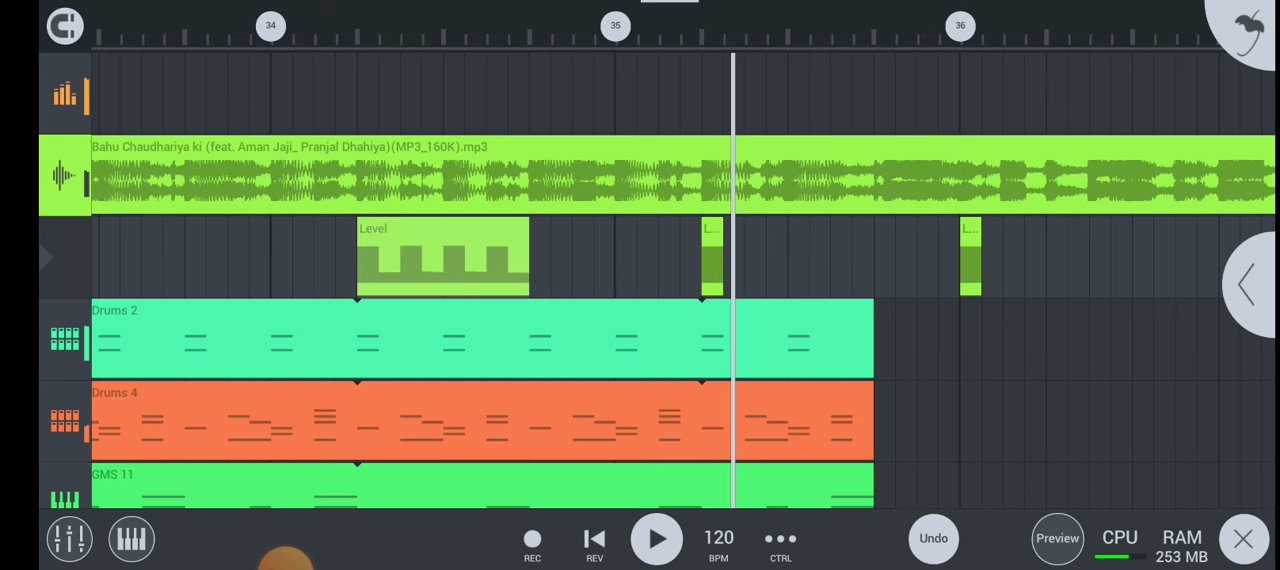 34
35
36
Bahu Chaudhariya ki (feat. Aman Jaji_ Pranjal Dhahiya)(MP3_160K).mp3
Level
L...
L...
Drums 2
Drums 4
GMS 11
REC
REV
120
BPM
CTRL
Undo
Preview
CPU
RAM
253 MB